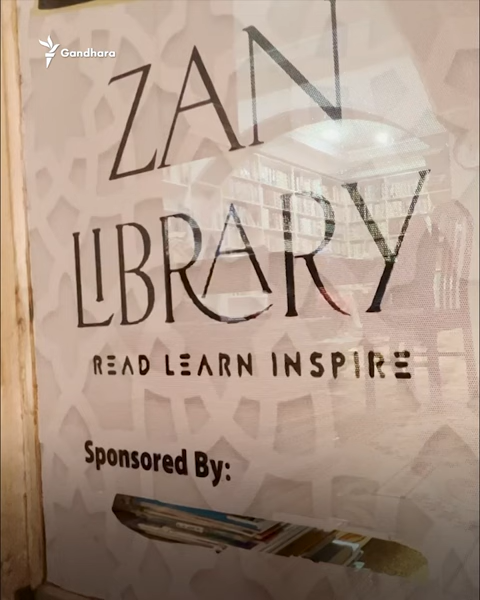 Gandhara
ZAN
LIBRARY
READ LEARN INSPIRE
Sponsored By: